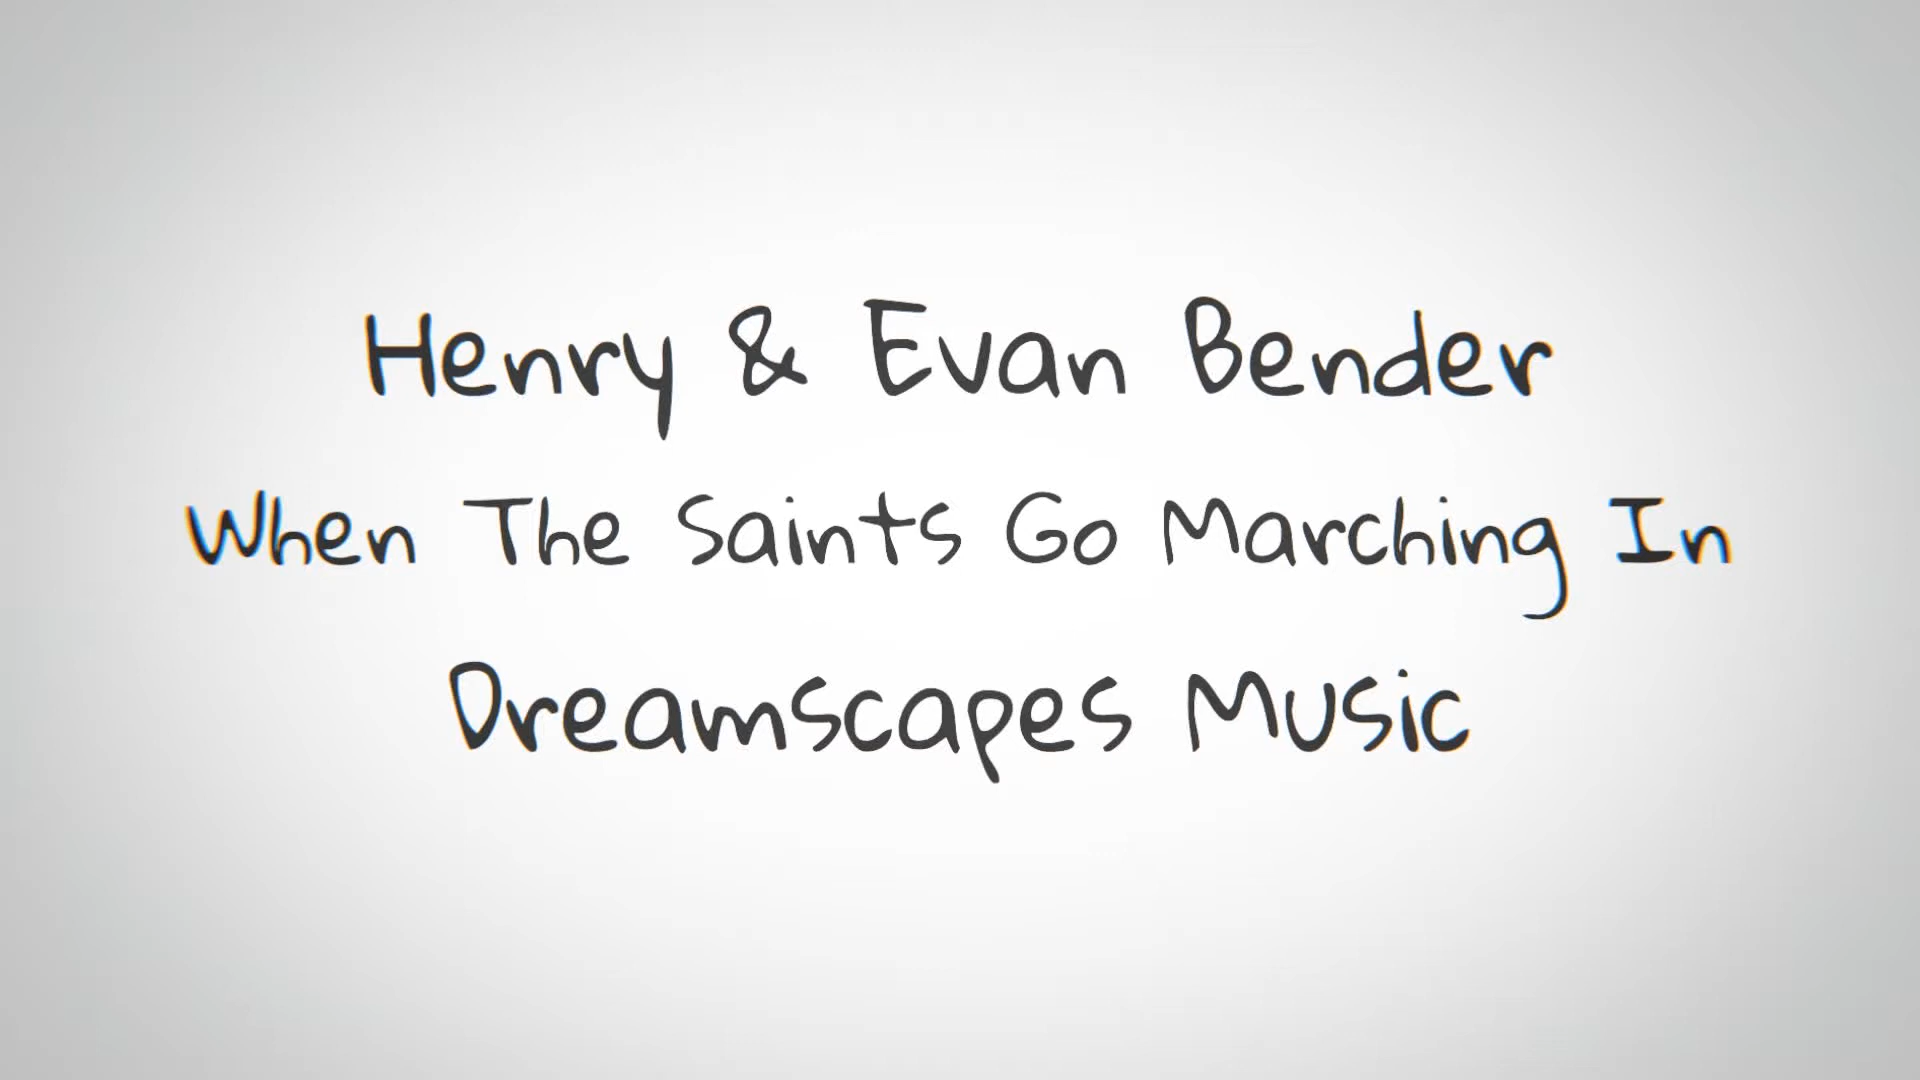 Henry & Evan Bender
When The Saints Go Marching In
Dreamscapes Music